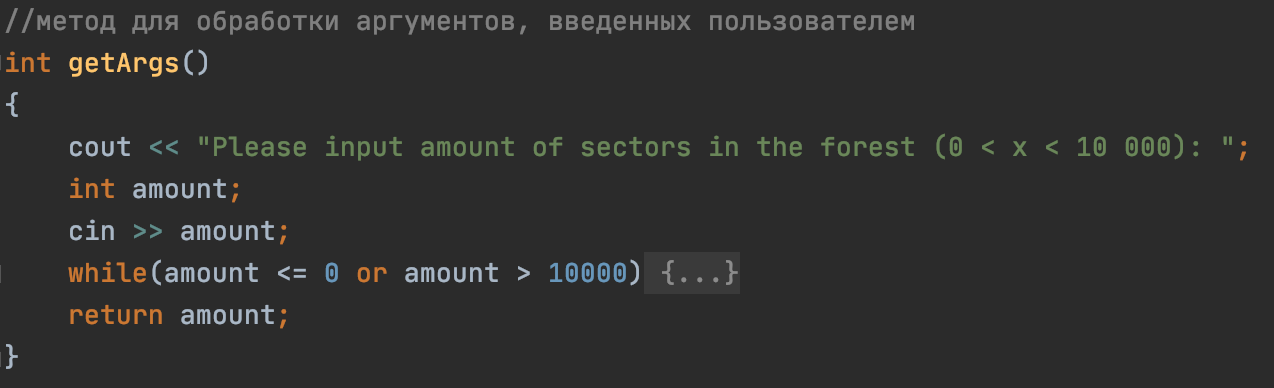 //метод для обработки аргументов, введенных пользователем
int getArgs()
{
cout << "Please input amount of sectors in the forest (0 < x < 10 000): ";
int amount;
cin >> amount;
while(amount <= 0 or amount > 10000) {...}
return amount;
}